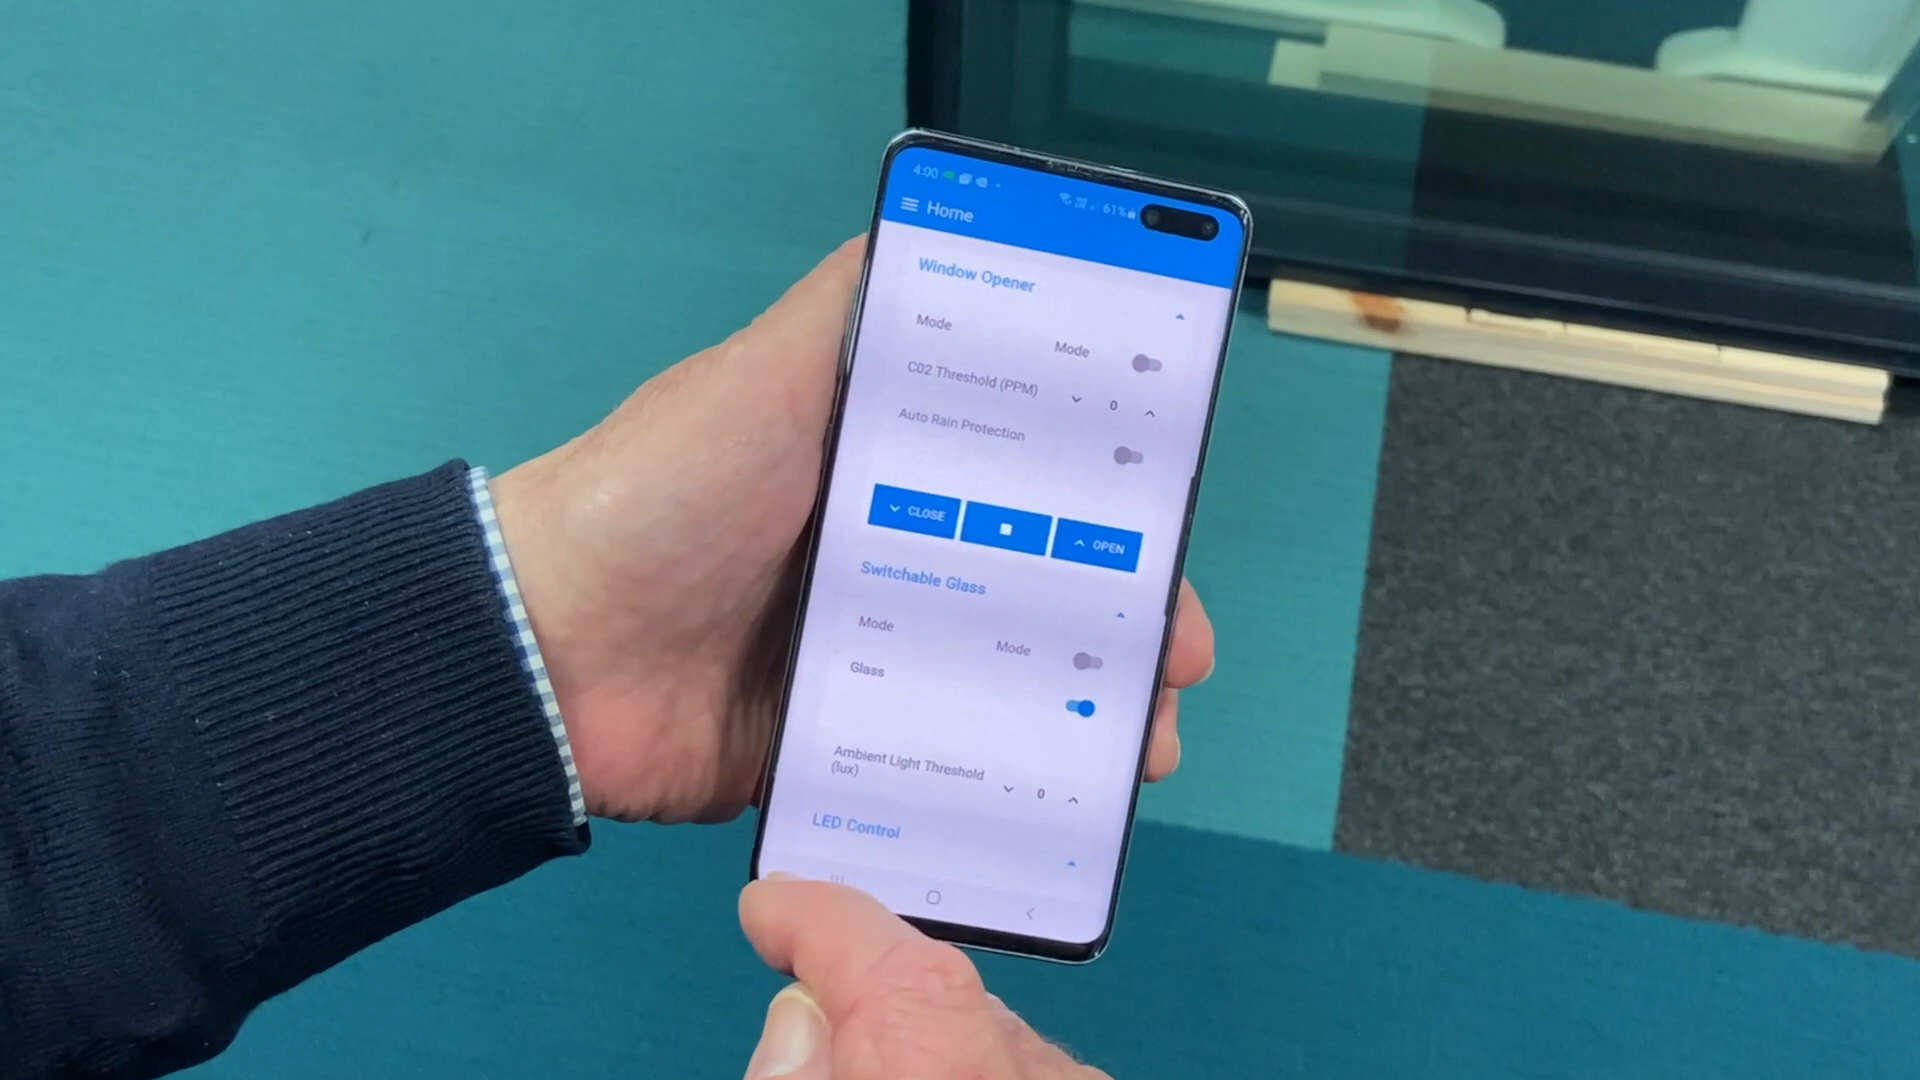 4:00 61%
Home
Window Opener
Mode
Mode
C02 Threshold (PPM)
0
Auto Rain Protection
CLOSE
OPEN
Switchable Glass
Mode
Mode
Glass
Ambient Light Threshold
(lux)
0
LED Control